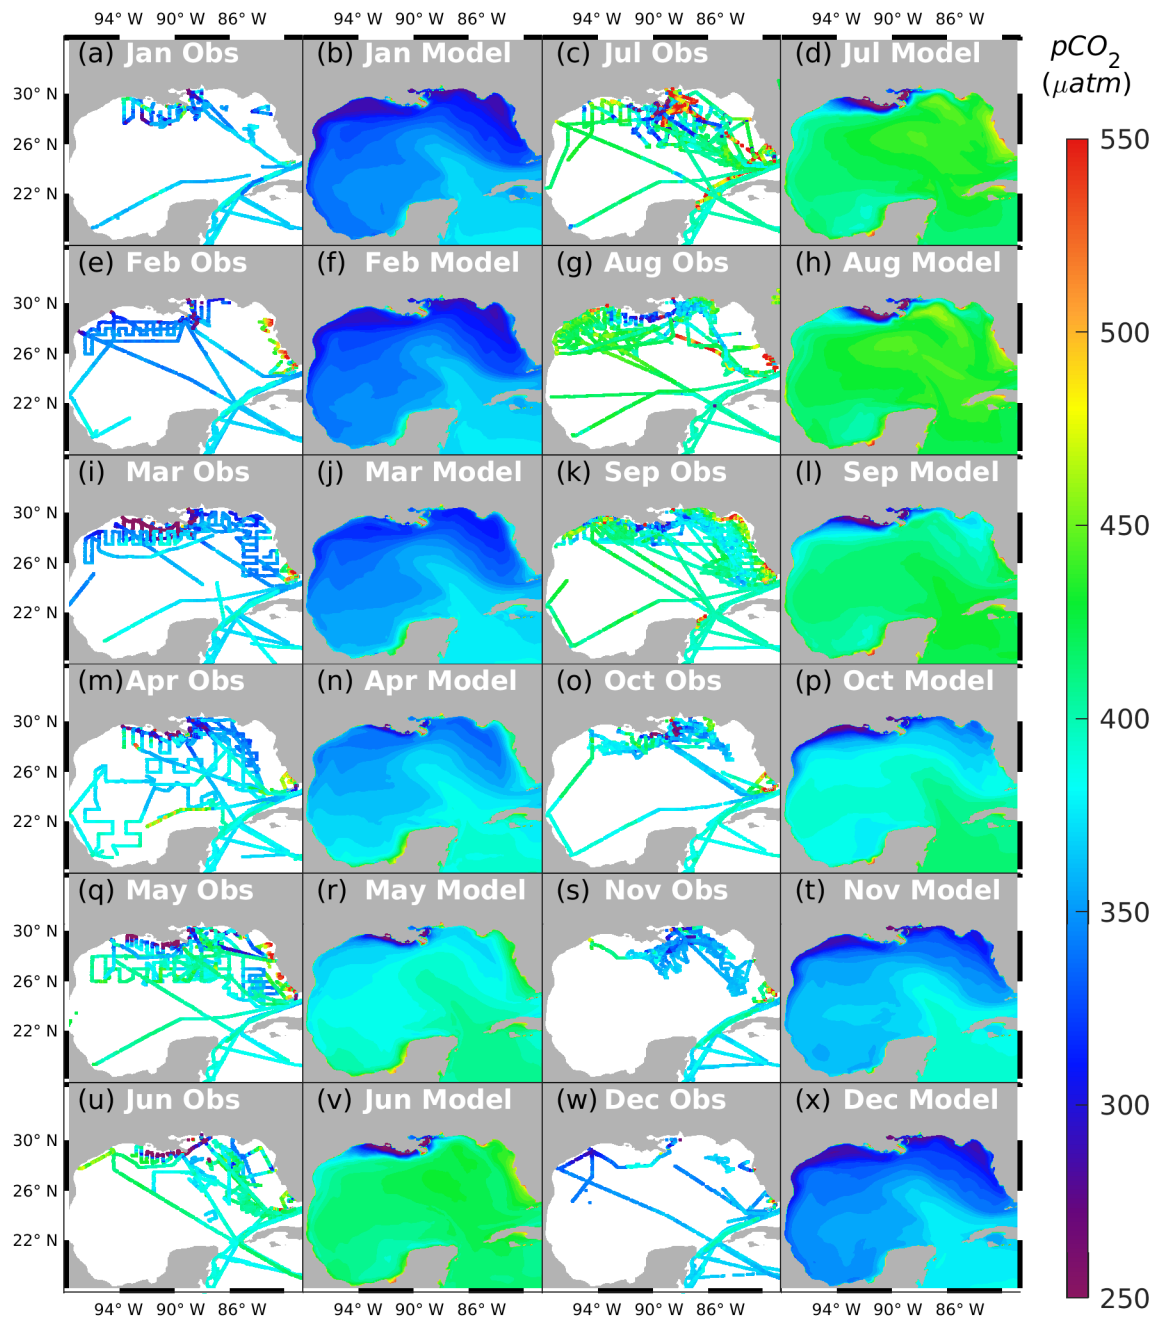 94° W 90° W 86° W 94° W 90° W 86° W
94° W 90° W 86° W 94° W 90° W 86° W
pCO2
(μatm)
(a) Jan Obs (b) Jan Model (c) Jul Obs (d) Jul Model
30° N
26° N
22° N
(e) Feb Obs (f) Feb Model (g) Aug Obs (h) Aug Model
30° N
26° N
22° N
(i) Mar Obs (j) Mar Model (k) Sep Obs (l) Sep Model
30° N
26° N
22° N
(m) Apr Obs (n) Apr Model (o) Oct Obs (p) Oct Model
30° N
26° N
22° N
(q) May Obs (r) May Model (s) Nov Obs (t) Nov Model
30° N
26° N
22° N
(u) Jun Obs (v) Jun Model (w) Dec Obs (x) Dec Model
30° N
26° N
22° N
94° W 90° W 86° W 94° W 90° W 86° W
94° W 90° W 86° W 94° W 90° W 86° W
550
500
450
400
350
300
250